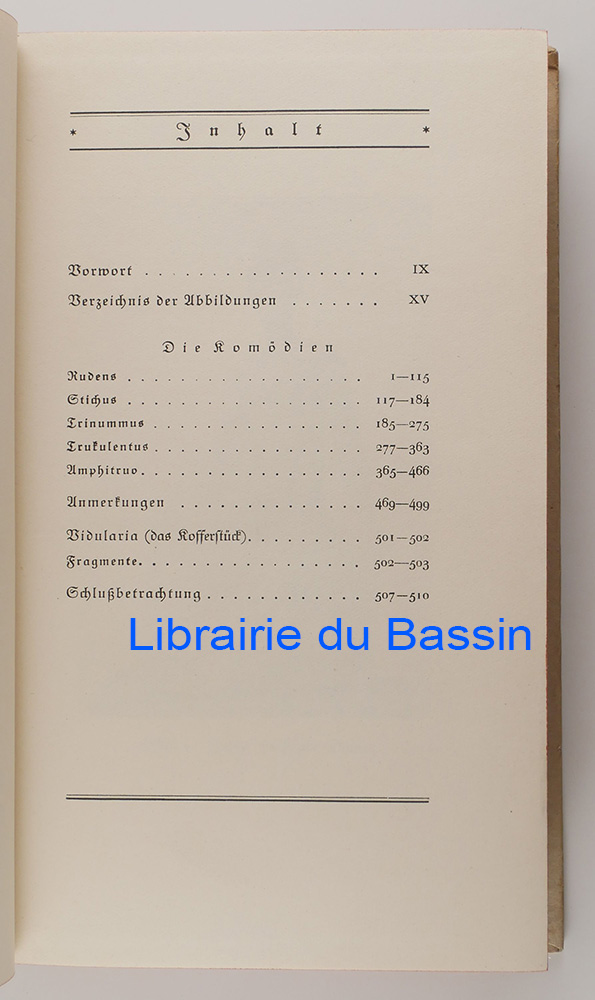 * Inhalt *
Vorwort . . . . . . . . . . . . . . . . . . IX
Verzeichnis der Abbildungen . . . . . . . XV
Die Komödien
Rudens . . . . . . . . . . . . . . . . . . 1—115
Stichus . . . . . . . . . . . . . . . . . . 117—184
Trinummus . . . . . . . . . . . . . . . . 185—275
Trukulentus . . . . . . . . . . . . . . . . 277—363
Amphitruo. . . . . . . . . . . . . . . . . 365—466
Anmerkungen . . . . . . . . . . . . . . 469—499
Vidularia (das Kofferstück). . . . . . . . . 501—502
Fragmente. . . . . . . . . . . . . . . . . 502—503
Schlußbetrachtung . . . . . . . . . . . . 507—510
Librairie du Bassin